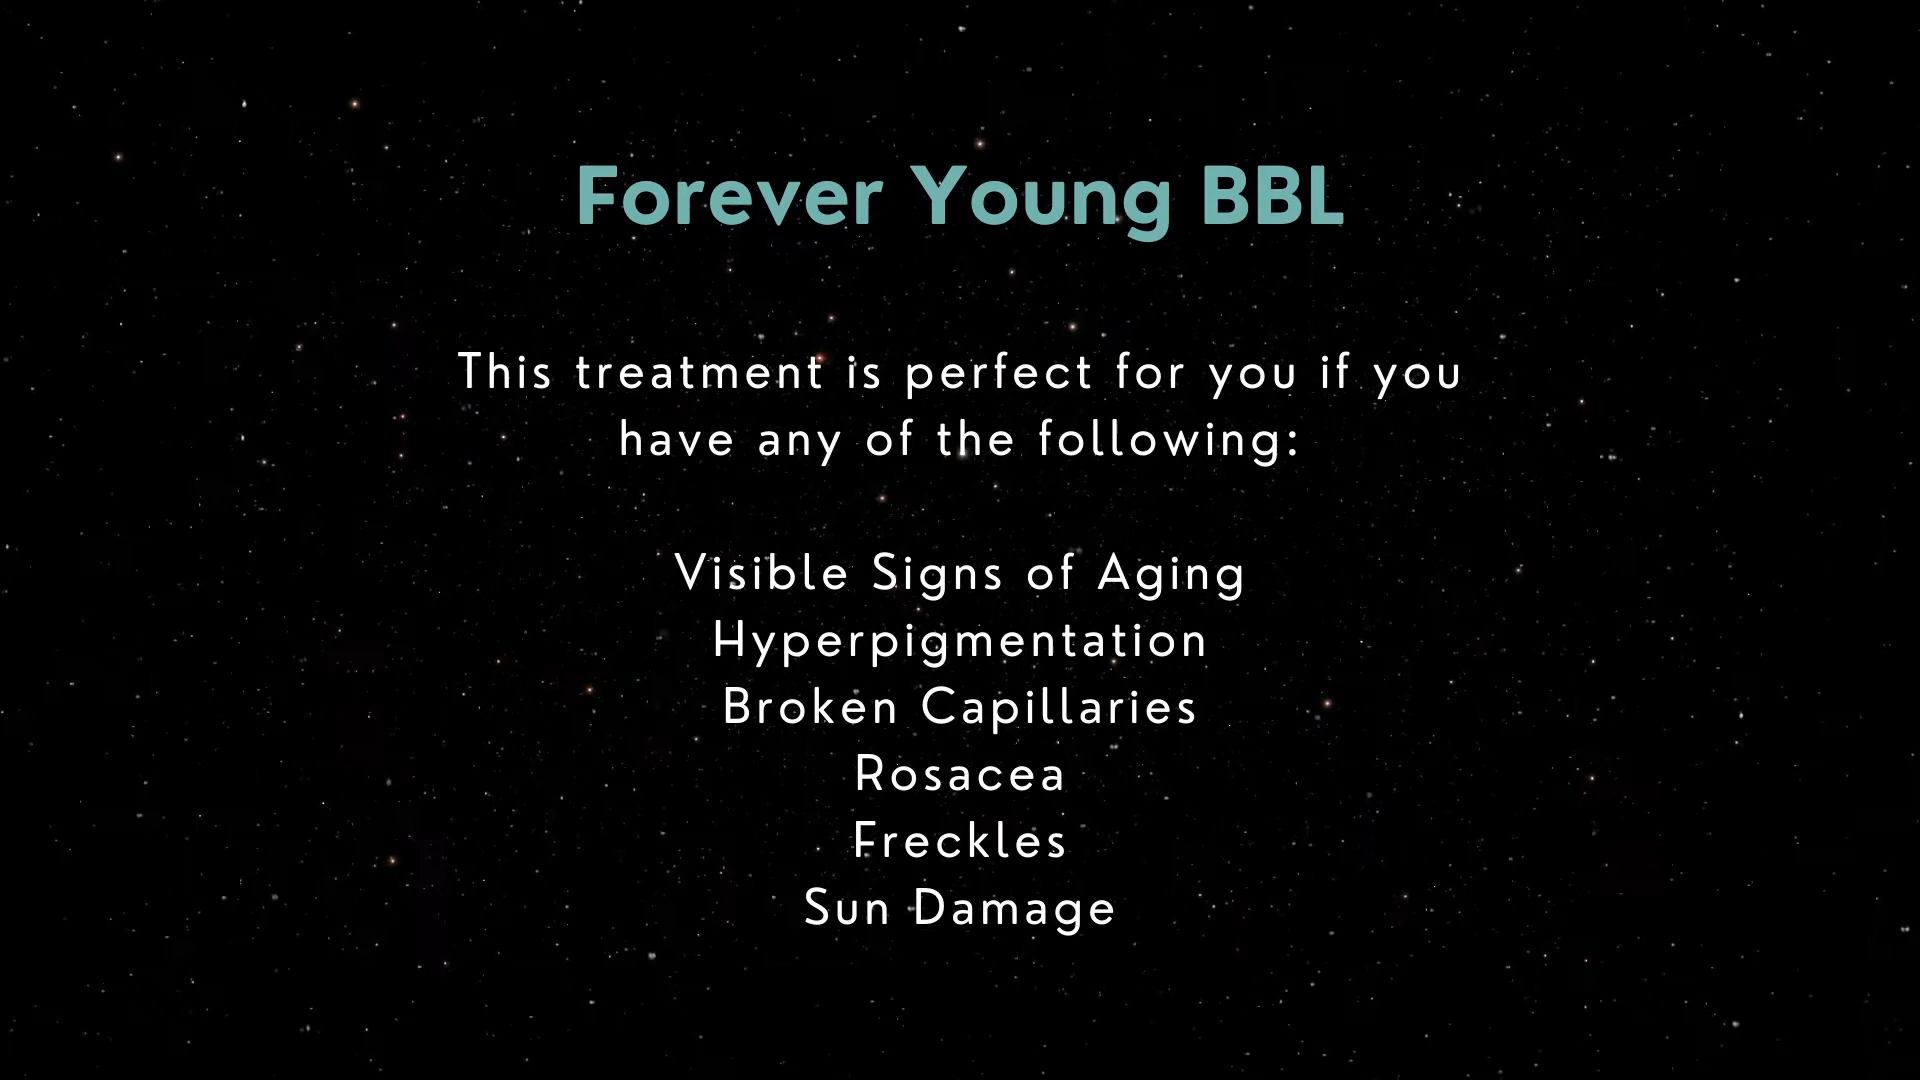 Forever Young BBL
This treatment is perfect for you if you
have any of the following:
Visible Signs of Aging
Hyperpigmentation
Broken Capillaries
Rosacea
Freckles
Sun Damage